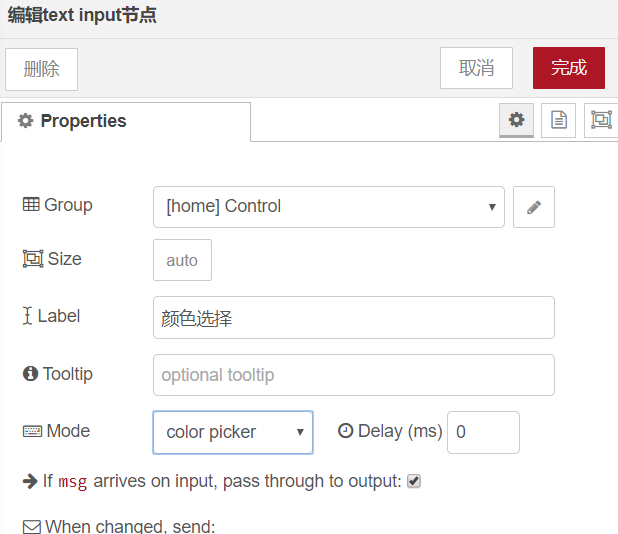 编辑text input节点
删除
取消
完成
Properties
Group
[home] Control
Size
auto
Label
颜色选择
Tooltip
optional tooltip
Mode
color picker
Delay (ms)
0
If msg arrives on input, pass through to output:
When changed, send: